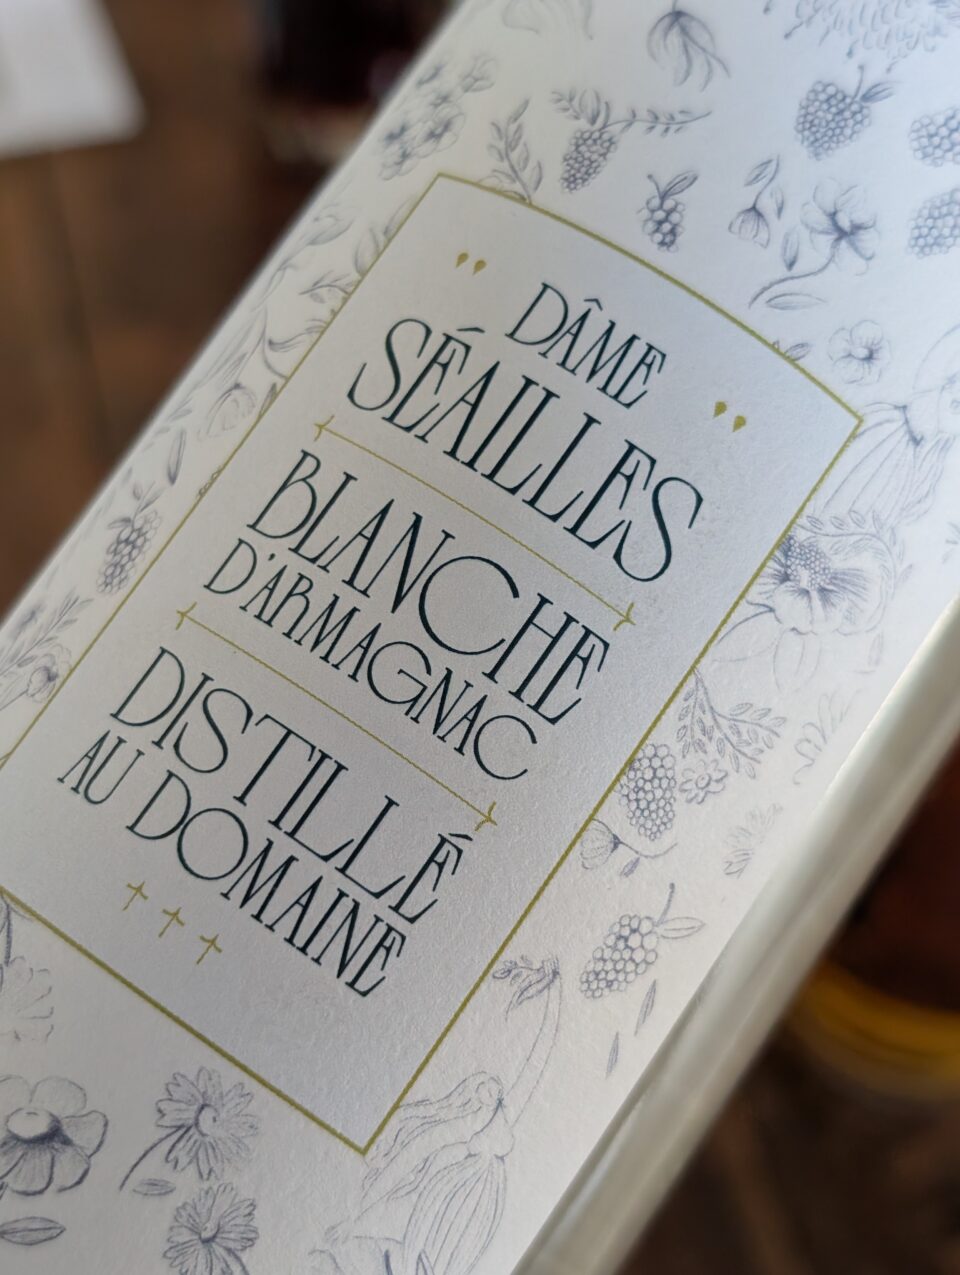 "
DÂME
SÉAILLES
"
BLANCHE
D'ARMAGNAC
DISTILLÉ
AU DOMAINE